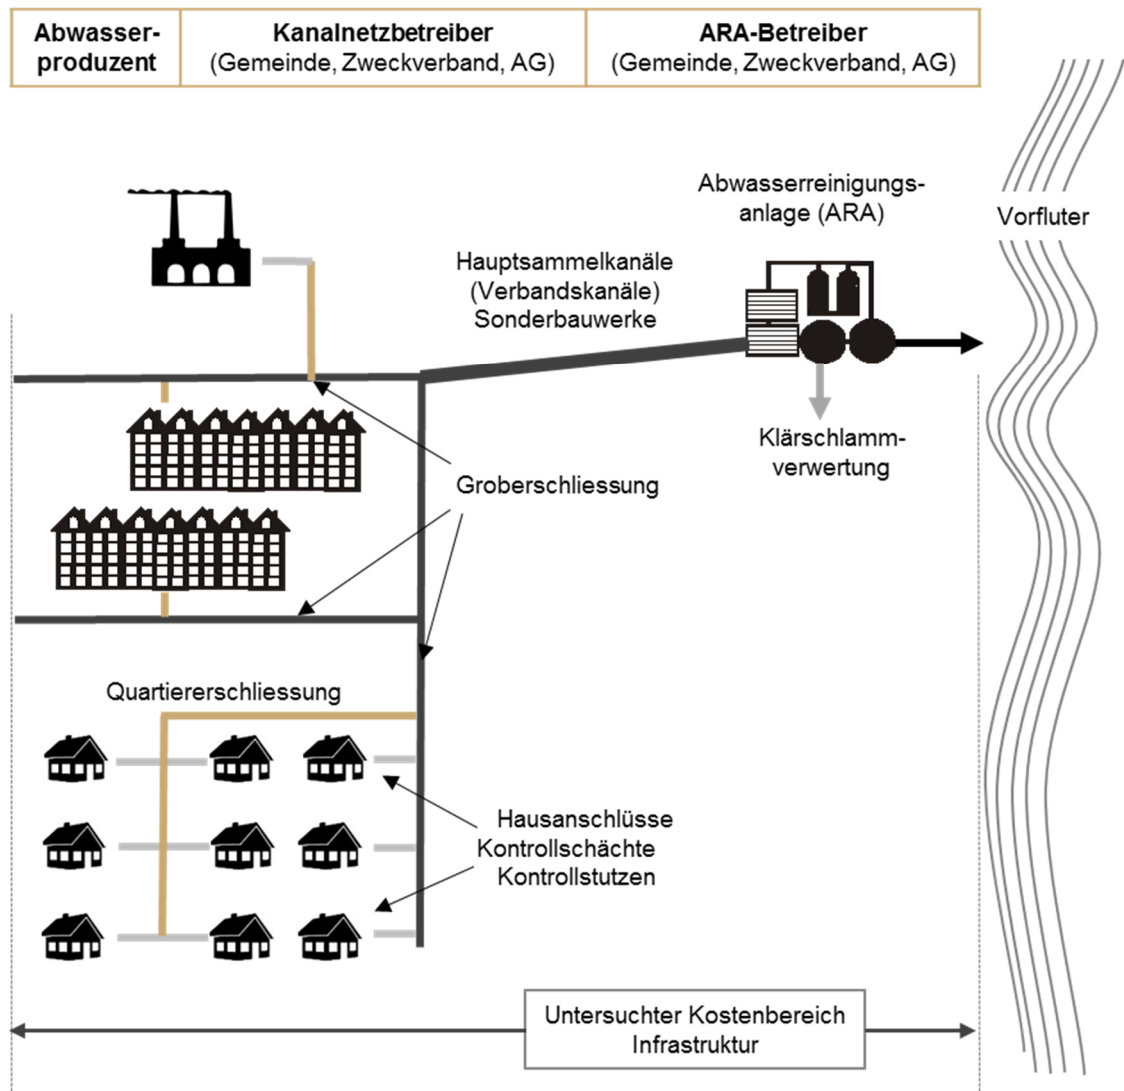 Abwasser-
produzent
Kanalnetzbetreiber
(Gemeinde, Zweckverband, AG)
ARA-Betreiber
(Gemeinde, Zweckverband, AG)
Abwasserreinigungs-
anlage (ARA)
Vorfluter
Hauptsammelkanäle
(Verbandskanäle)
Sonderbauwerke
Klärschlamm-
verwertung
Groberschliessung
Quartiererschliessung
Hausanschlüsse
Kontrollschächte
Kontrollstutzen
Untersuchter Kostenbereich
Infrastruktur